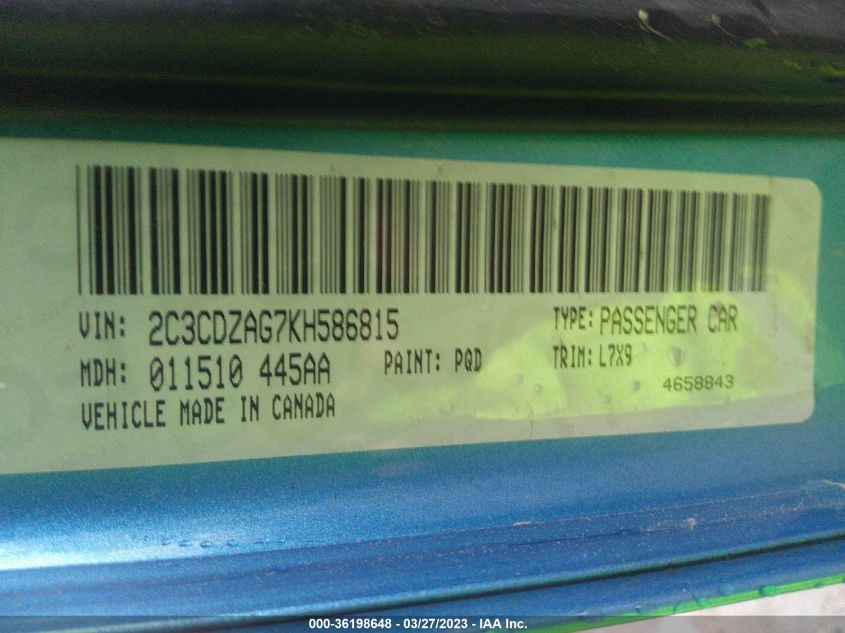 VIN: 2C3CDZAG7KH586815 TYPE: PASSENGER CAR
MDH: 011510 445AA PAINT: PQD TRIM: L7X9
4658843
VEHICLE MADE IN CANADA
000-36198648 - 03/27/2023 - IAA Inc.